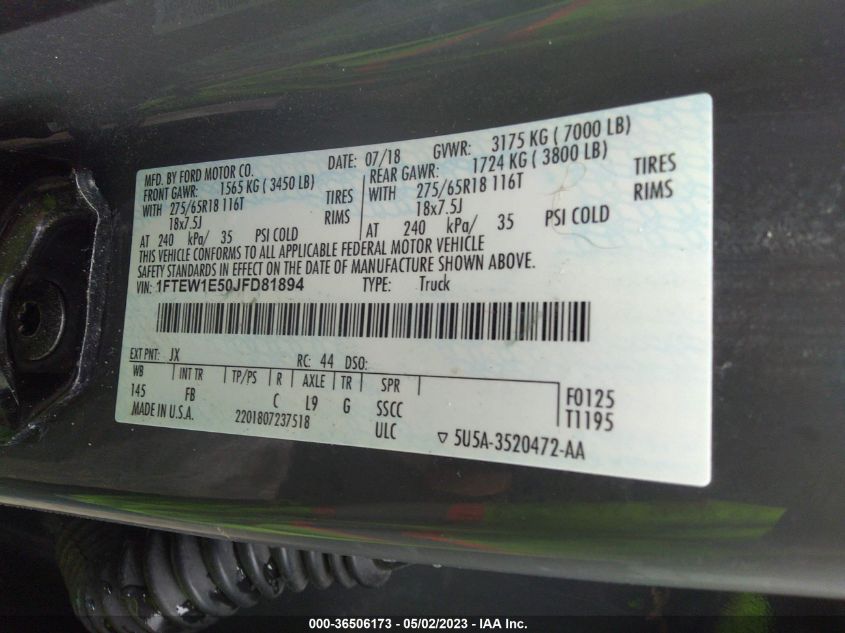 MFD. BY FORD MOTOR CO. DATE: 07/18 GVWR: 3175 KG ( 7000 LB)
FRONT GAWR: 1565 KG ( 3450 LB) REAR GAWR: 1724 KG ( 3800 LB)
WITH 275/65R18 116T TIRES WITH 275/65R18 116T TIRES
18x7.5J RIMS 18x7.5J RIMS
AT 240 kPa/ 35 PSI COLD AT 240 kPa/ 35 PSI COLD
THIS VEHICLE CONFORMS TO ALL APPLICABLE FEDERAL MOTOR VEHICLE
SAFETY STANDARDS IN EFFECT ON THE DATE OF MANUFACTURE SHOWN ABOVE.
VIN: 1FTEW1E50JFD81894 TYPE: Truck
EXT PNT: JX RC: 44 DSO:
WB INT TR TP/PS R AXLE TR SPR
145 FB C L9 G SSCC F0125
MADE IN U.S.A. 2201807237518 ULC T1195
▽ 5U5A-3520472-AA
000-36506173 - 05/02/2023 - IAA Inc.